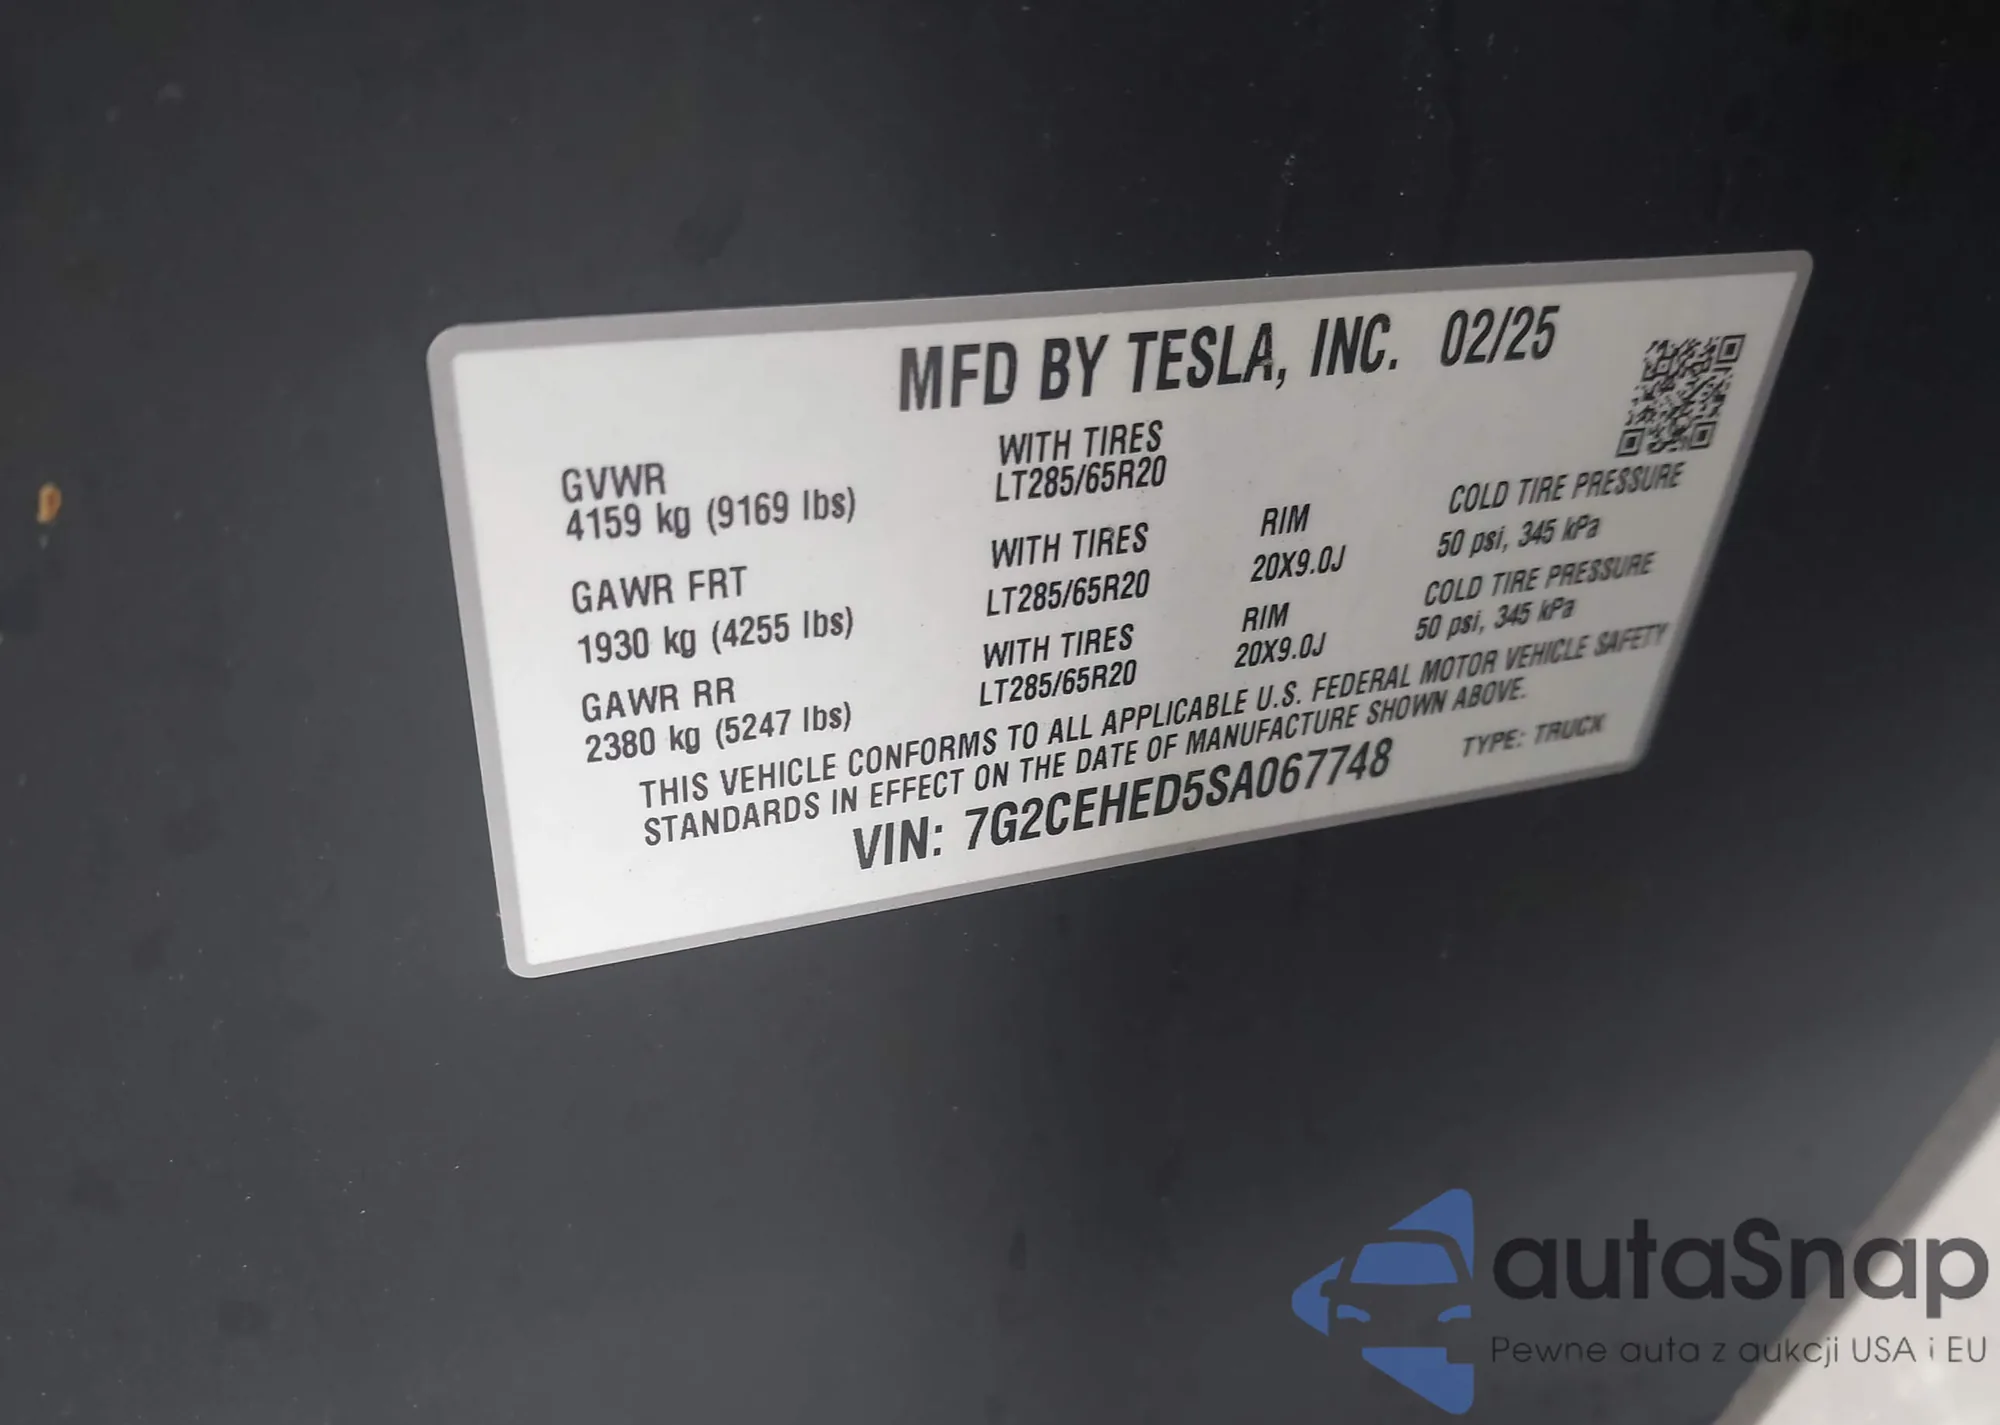 MFD BY TESLA, INC. 02/25
GVWR
4159 kg (9169 lbs)
WITH TIRES
LT285/65R20
GAWR FRT
1930 kg (4255 lbs)
WITH TIRES
LT285/65R20
RIM
20X9.0J
COLD TIRE PRESSURE
50 psi, 345 kPa
GAWR RR
2380 kg (5247 lbs)
WITH TIRES
LT285/65R20
RIM
20X9.0J
COLD TIRE PRESSURE
50 psi, 345 kPa
THIS VEHICLE CONFORMS TO ALL APPLICABLE U.S. FEDERAL MOTOR VEHICLE SAFETY
STANDARDS IN EFFECT ON THE DATE OF MANUFACTURE SHOWN ABOVE.
VIN: 7G2CEHED5SA067748
TYPE: TRUCK
autaSnap
Pewne auta z aukcji USA i EU